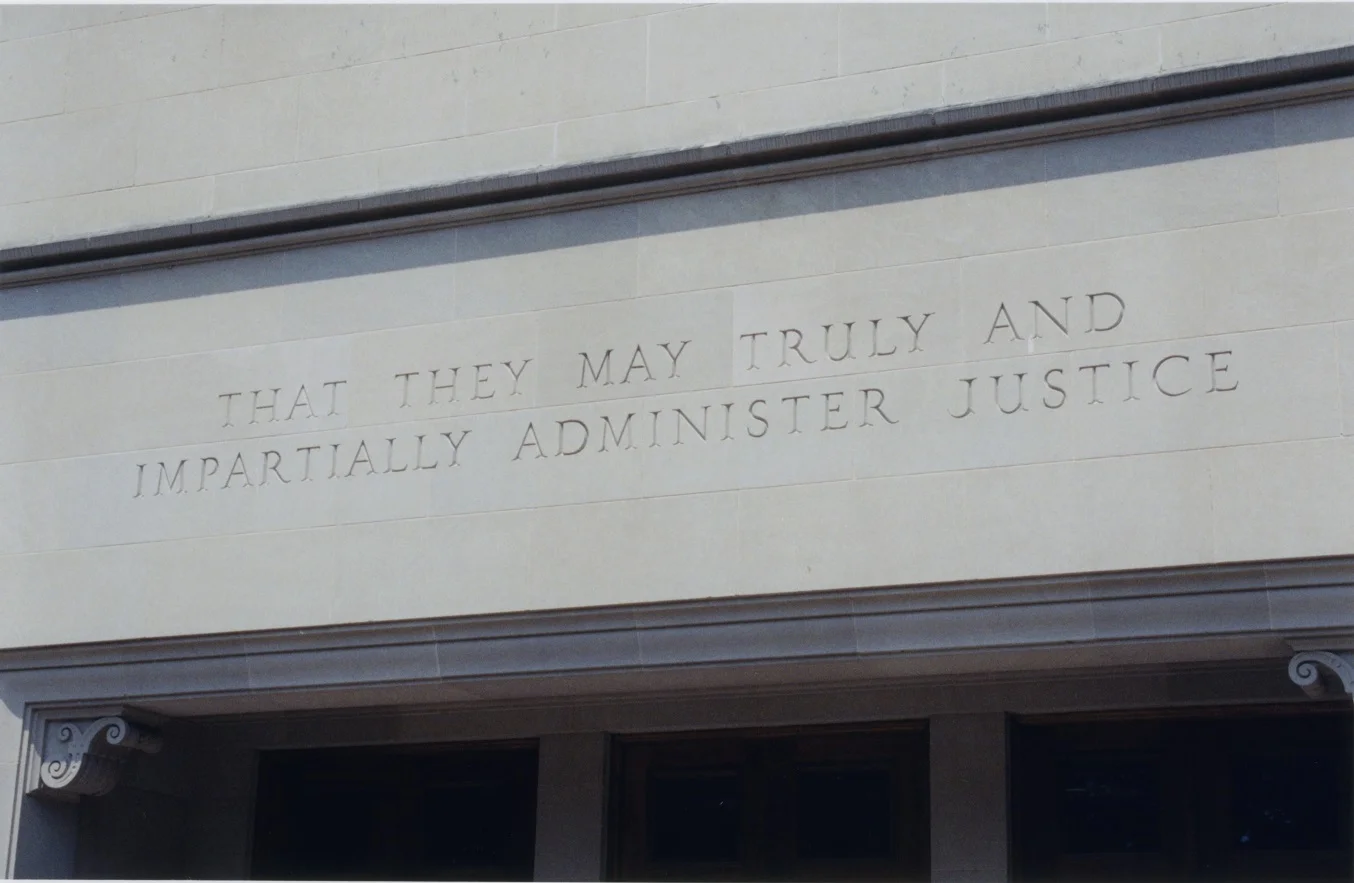 THAT THEY MAY TRULY AND
IMPARTIALLY ADMINISTER JUSTICE